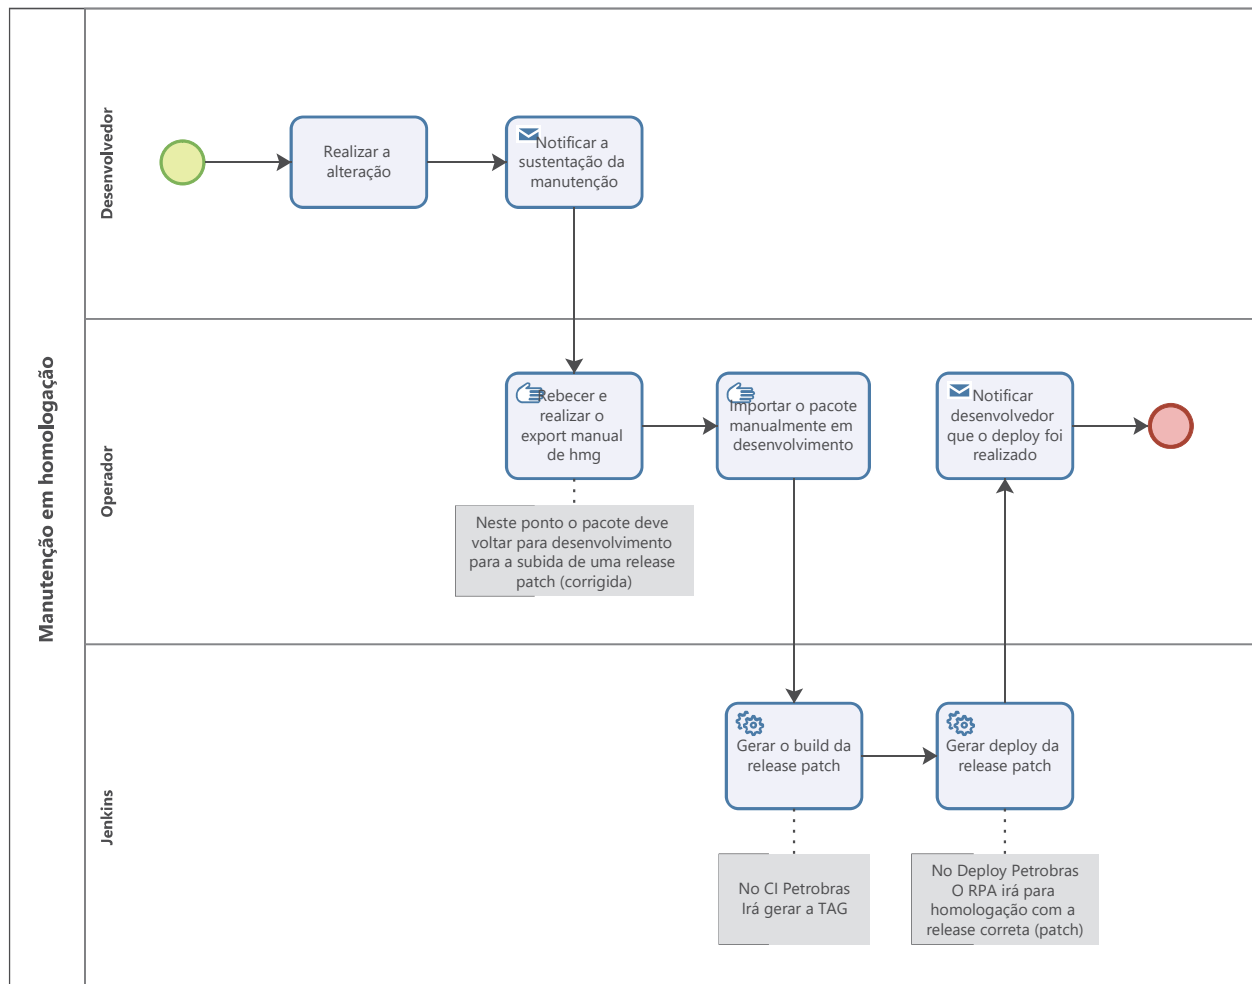 Manutenção em homologação
Desenvolvedor
Realizar a
alteração
Notificar a
sustentação da
manutenção
Operador
Rebecer e
realizar o
export manual
de hmg
Importar o pacote
manualmente em
desenvolvimento
Notificar
desenvolvedor
que o deploy foi
realizado
Neste ponto o pacote deve
voltar para desenvolvimento
para a subida de uma release
patch (corrigida)
Jenkins
Gerar o build da
release patch
Gerar deploy da
release patch
No CI Petrobras
Irá gerar a TAG
No Deploy Petrobras
O RPA irá para
homologação com a
release correta (patch)